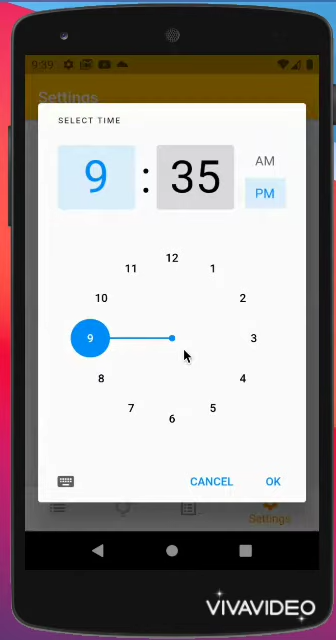 9:39
Settings
SELECT TIME
9 : 35
AM
PM
12
11 1
10 2
9 3
8 4
7 5
6
CANCEL OK
Settings
VIVAVIDEO